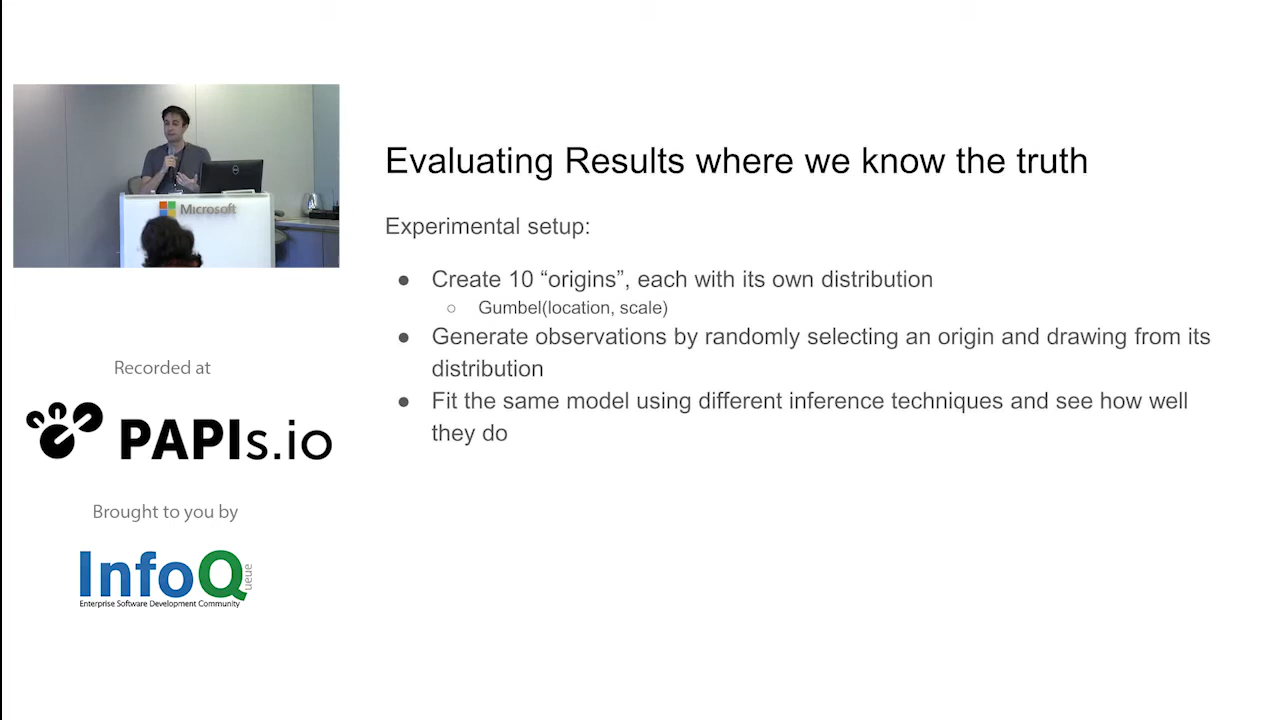 Evaluating Results where we know the truth
Experimental setup:
● Create 10 “origins”, each with its own distribution
○ Gumbel(location, scale)
● Generate observations by randomly selecting an origin and drawing from its
distribution
● Fit the same model using different inference techniques and see how well
they do
Microsoft
Recorded at
PAPIs.io
Brought to you by
InfoQ
ueue
Enterprise Software Development Community